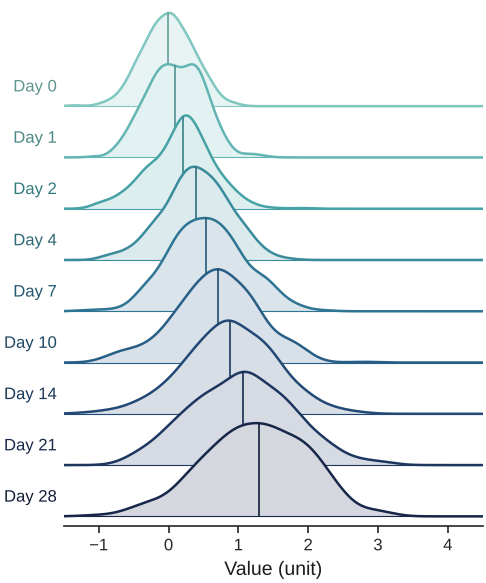 Day 0
Day 1
Day 2
Day 4
Day 7
Day 10
Day 14
Day 21
Day 28
−1 0 1 2 3 4
Value (unit)